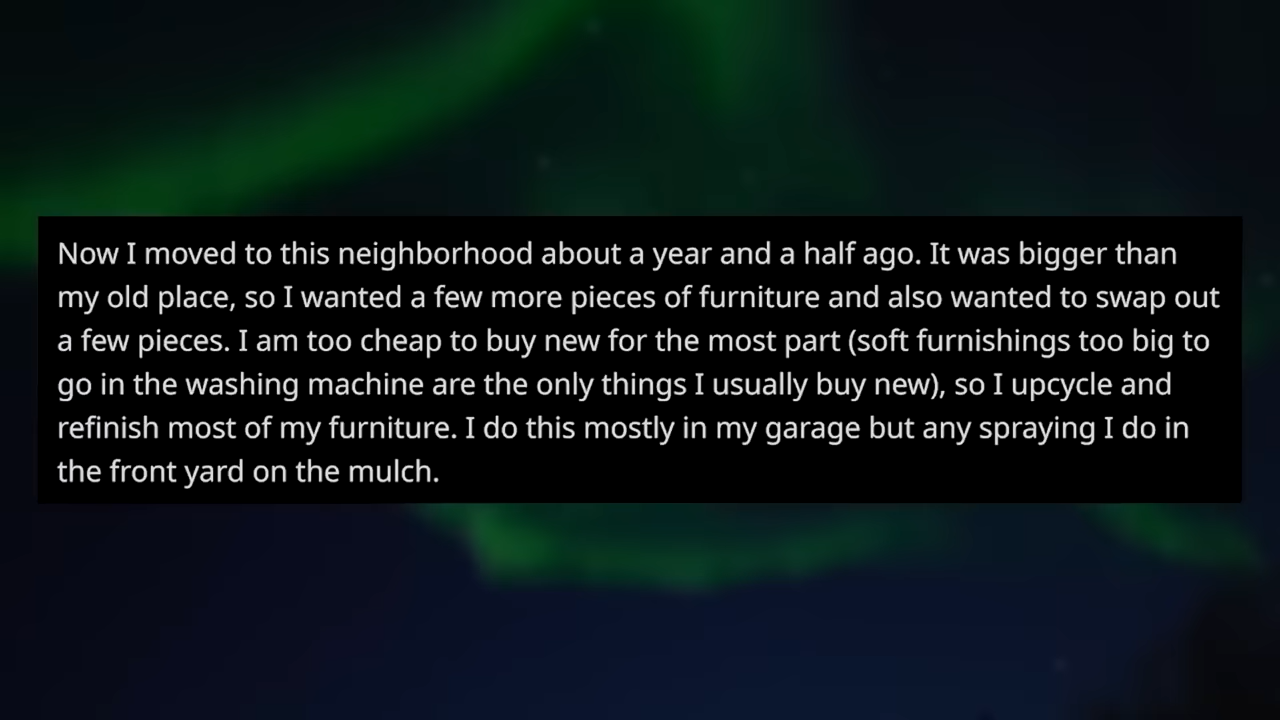 Now I moved to this neighborhood about a year and a half ago. It was bigger than
my old place, so I wanted a few more pieces of furniture and also wanted to swap out
a few pieces. I am too cheap to buy new for the most part (soft furnishings too big to
go in the washing machine are the only things I usually buy new), so I upcycle and
refinish most of my furniture. I do this mostly in my garage but any spraying I do in
the front yard on the mulch.